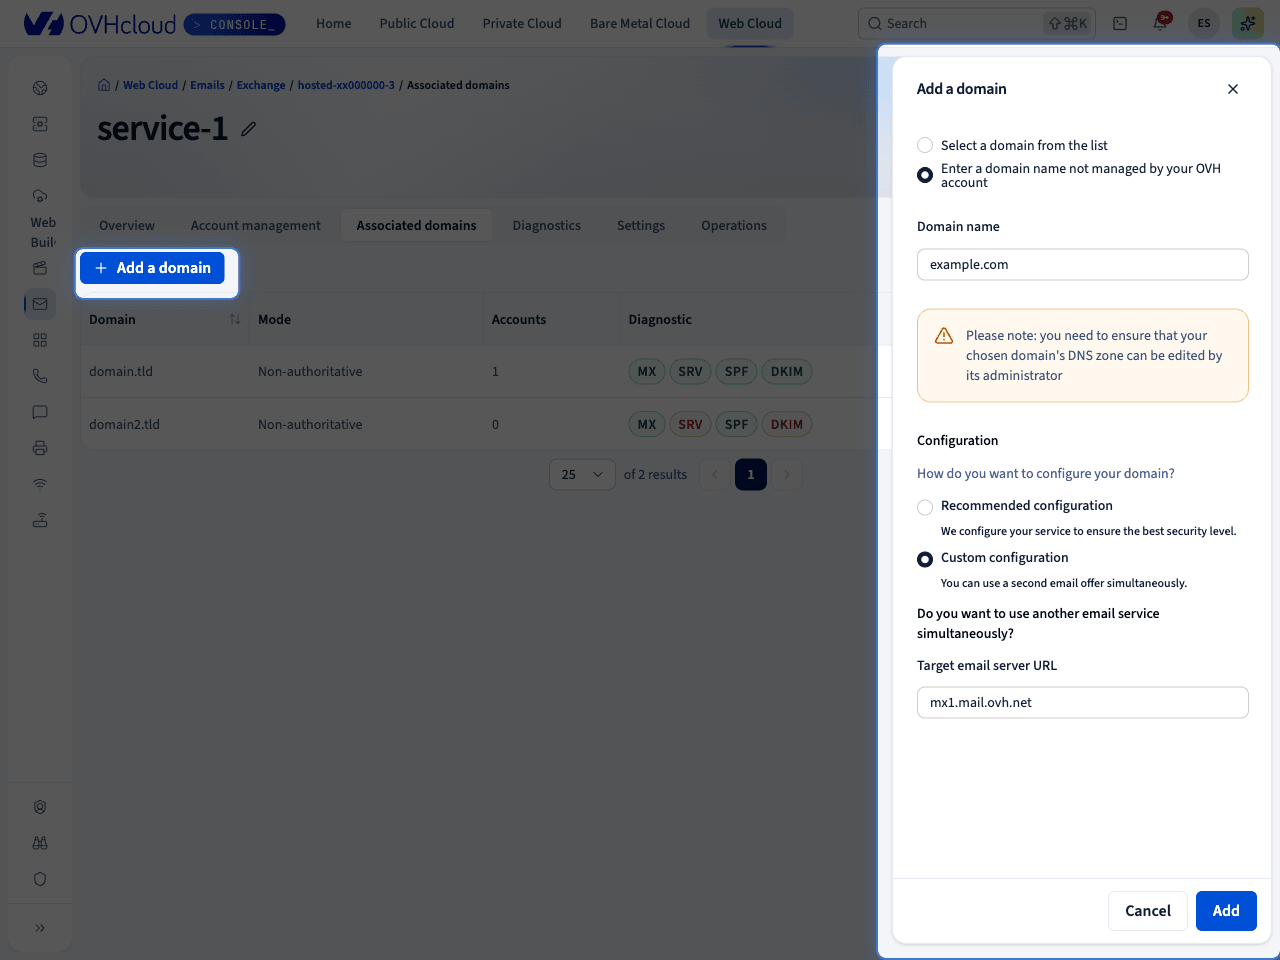 OVHcloud
> CONSOLE_
Home
Public Cloud
Private Cloud
Bare Metal Cloud
Web Cloud
Search
⇧⌘K
9+
ES
/ Web Cloud / Emails / Exchange / hosted-xx000000-3 / Associated domains
service-1
Overview
Account management
Associated domains
Diagnostics
Settings
Operations
Web
Buil
+ Add a domain
Domain
Mode
Accounts
Diagnostic
domain.tld
Non-authoritative
1
MX
SRV
SPF
DKIM
domain2.tld
Non-authoritative
0
MX
SRV
SPF
DKIM
25
of 2 results
1
Add a domain
Select a domain from the list
Enter a domain name not managed by your OVH
account
Domain name
example.com
Please note: you need to ensure that your
chosen domain's DNS zone can be edited by
its administrator
Configuration
How do you want to configure your domain?
Recommended configuration
We configure your service to ensure the best security level.
Custom configuration
You can use a second email offer simultaneously.
Do you want to use another email service
simultaneously?
Target email server URL
mx1.mail.ovh.net
Cancel
Add